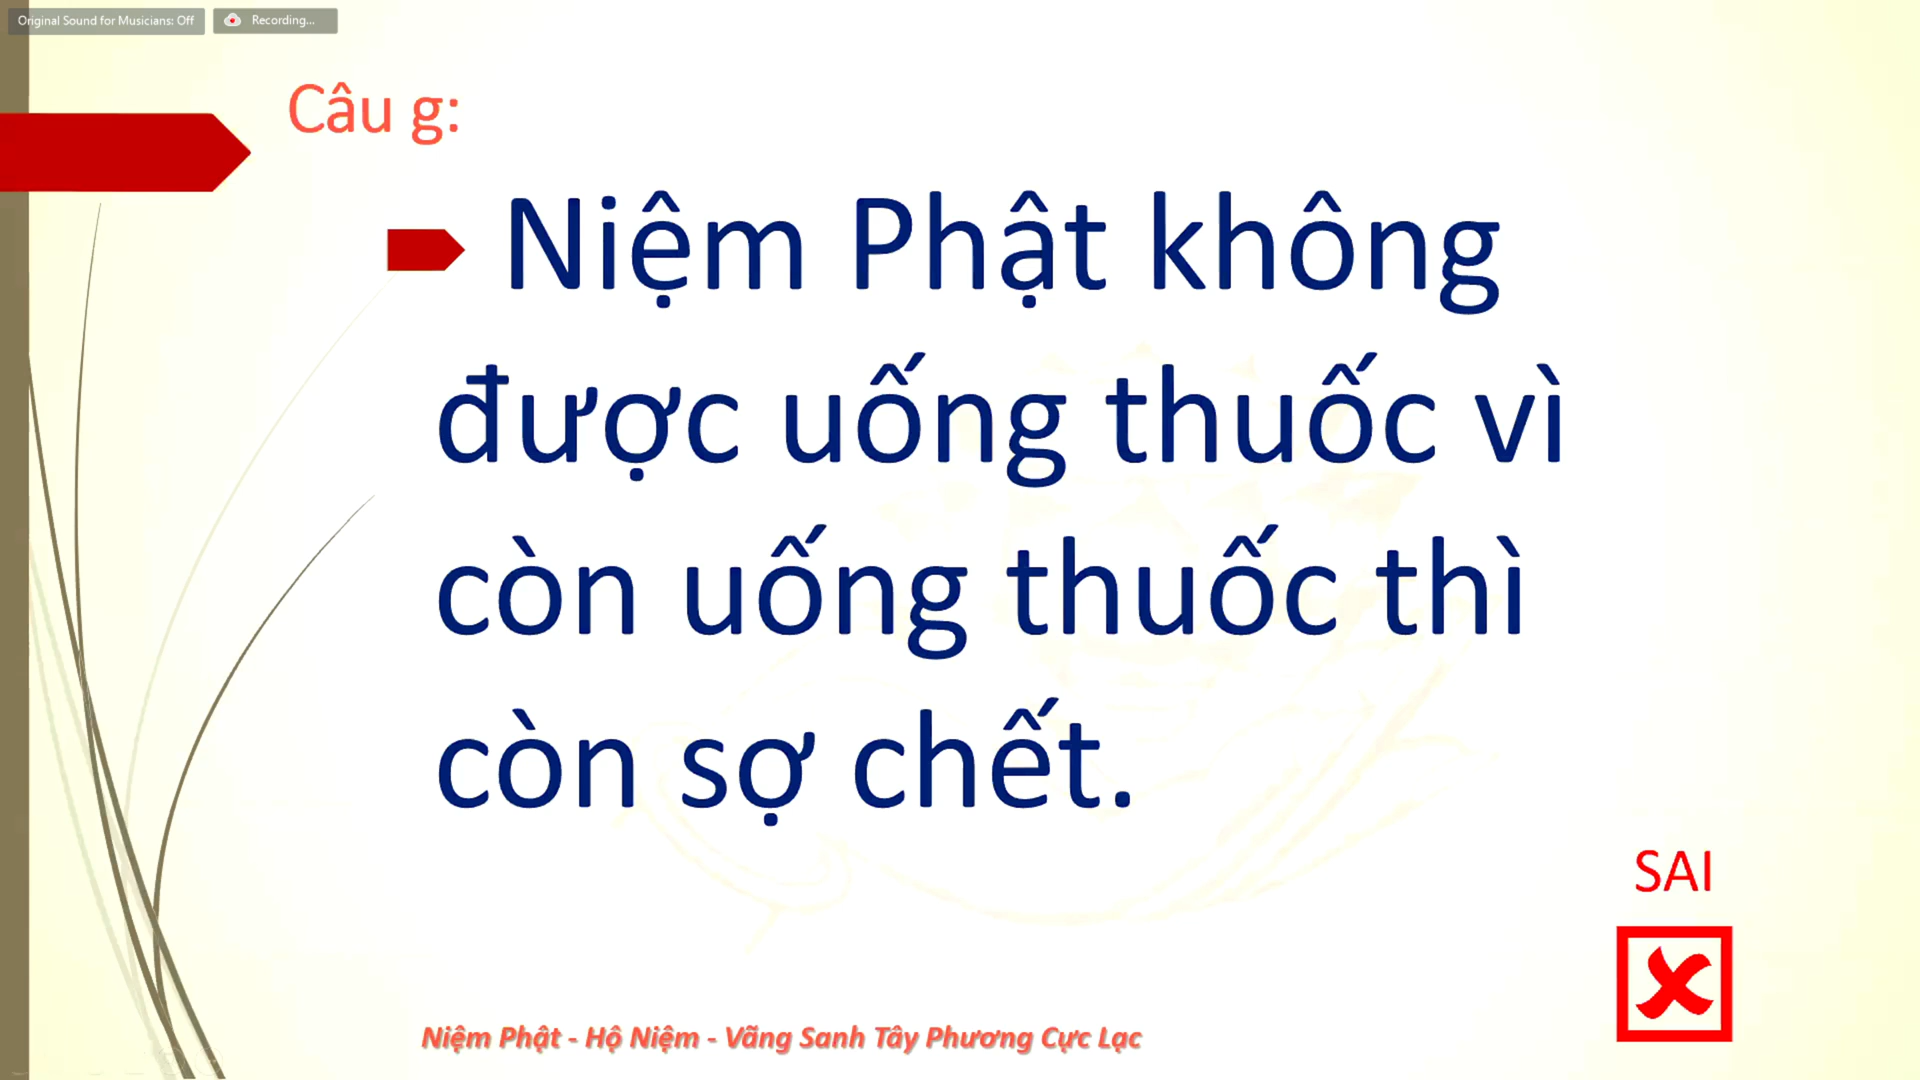 Original Sound for Musicians: Off
Recording...
Câu g:
Niệm Phật không
được uống thuốc vì
còn uống thuốc thì
còn sợ chết.
SAI
Niệm Phật - Hộ Niệm - Vãng Sanh Tây Phương Cực Lạc